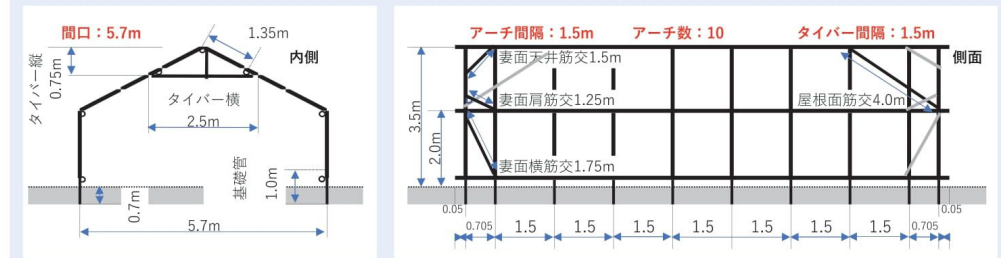 間口：5.7m
1.35m
内側
タイバー縦
0.75m
タイバー横
2.5m
基礎管
1.0m
0.7m
5.7m
アーチ間隔：1.5m
アーチ数：10
タイバー間隔：1.5m
側面
妻面天井筋交1.5m
妻面肩筋交1.25m
屋根面筋交4.0m
3.5m
2.0m
妻面横筋交1.75m
0.05
0.05
0.705
1.5
1.5
1.5
1.5
1.5
1.5
1.5
0.705